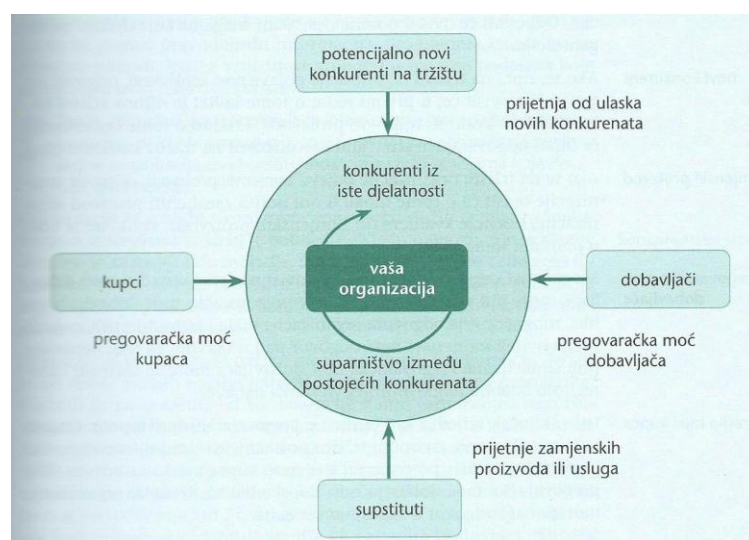 potencijalno novi
konkurenti na tržištu
prijetnja od ulaska
novih konkurenata
konkurenti iz
iste djelatnosti
vaša
organizacija
kupci
dobavljači
pregovaračka moć
kupaca
pregovaračka moć
dobavljača
suparništvo između
postojećih konkurenata
prijetnje zamjenskih
proizvoda ili usluga
supstituti